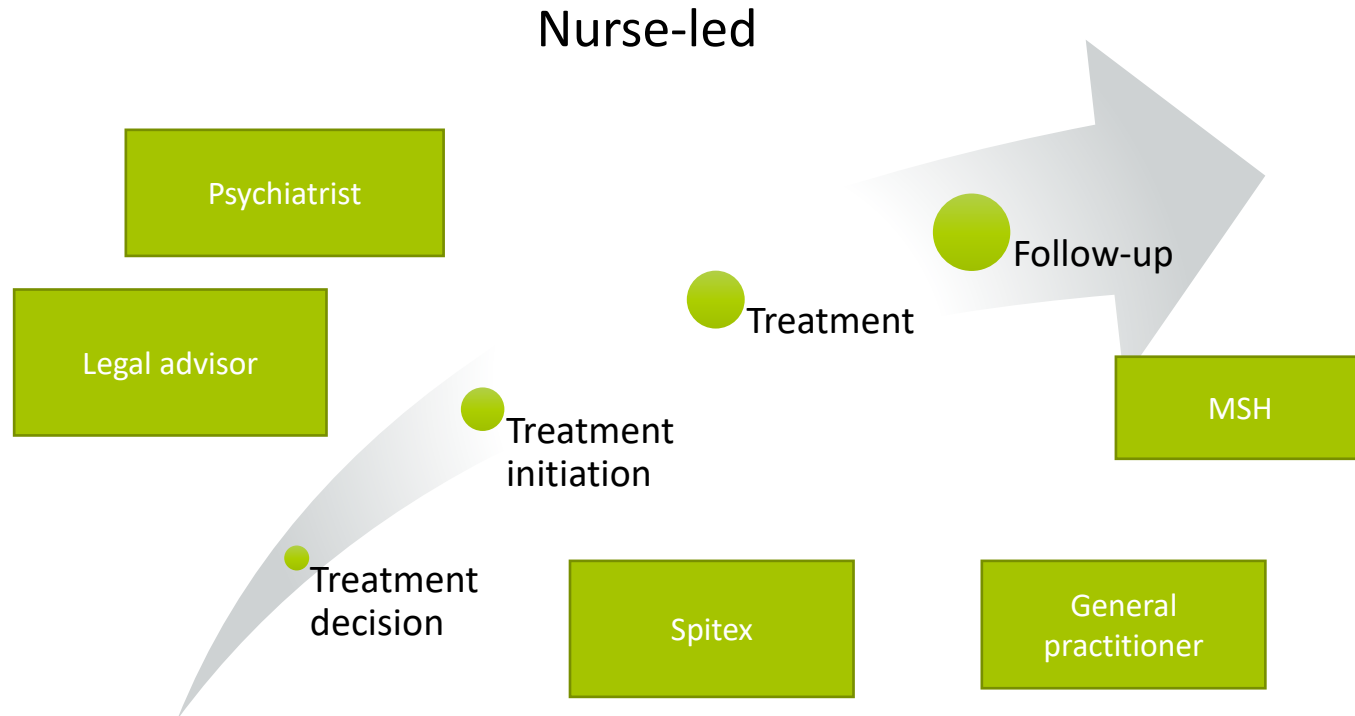 Nurse-led
Psychiatrist
Legal advisor
Follow-up
Treatment
MSH
Treatment
initiation
Treatment
decision
Spitex
General
practitioner